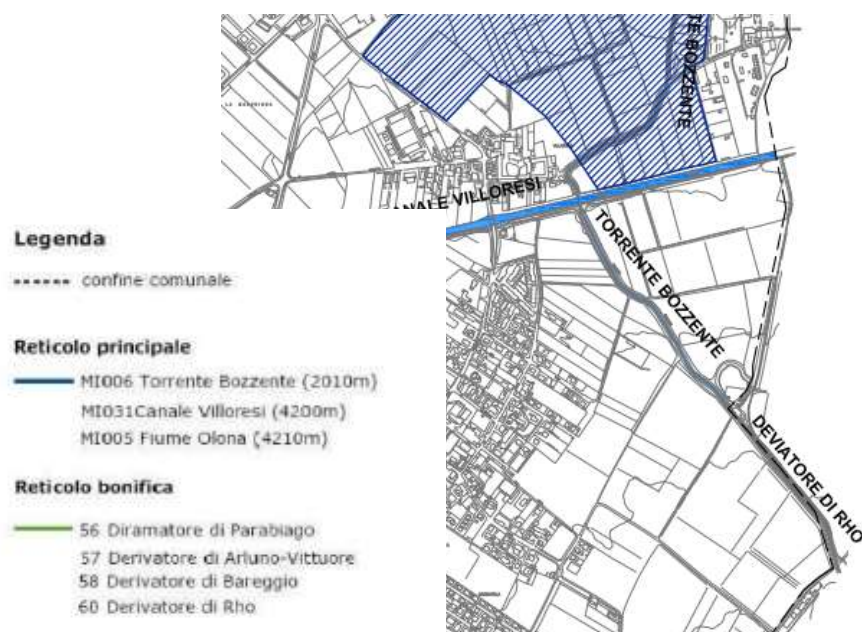 TE BOZZENTE
CANALE VILLORESI
TORRENTE BOZZENTE
DEVIATORE DI RHO
Legenda
confine comunale
Reticolo principale
MI006 Torrente Bozzente (2010m)
MI031Canale Villoresi (4200m)
MI005 Fiume Olona (4210m)
Reticolo bonifica
56 Diramatore di Parabiago
57 Derivatore di Arluno-Vittuore
58 Derivatore di Bareggio
60 Derivatore di Rho